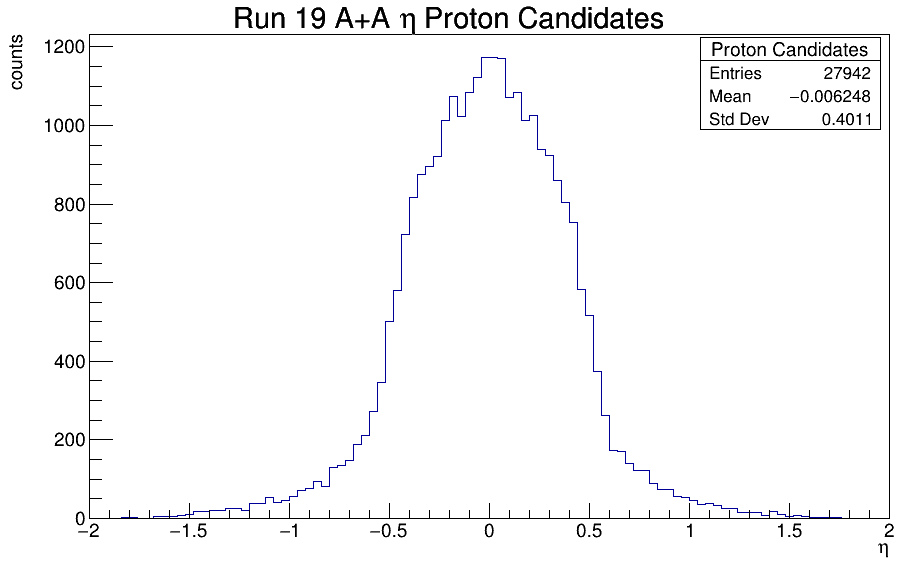 Run 19 A+A η Proton Candidates
counts
Proton Candidates
Entries 27942
Mean −0.006248
Std Dev 0.4011
1200
1000
800
600
400
200
0
−2 −1.5 −1 −0.5 0 0.5 1 1.5 2
η